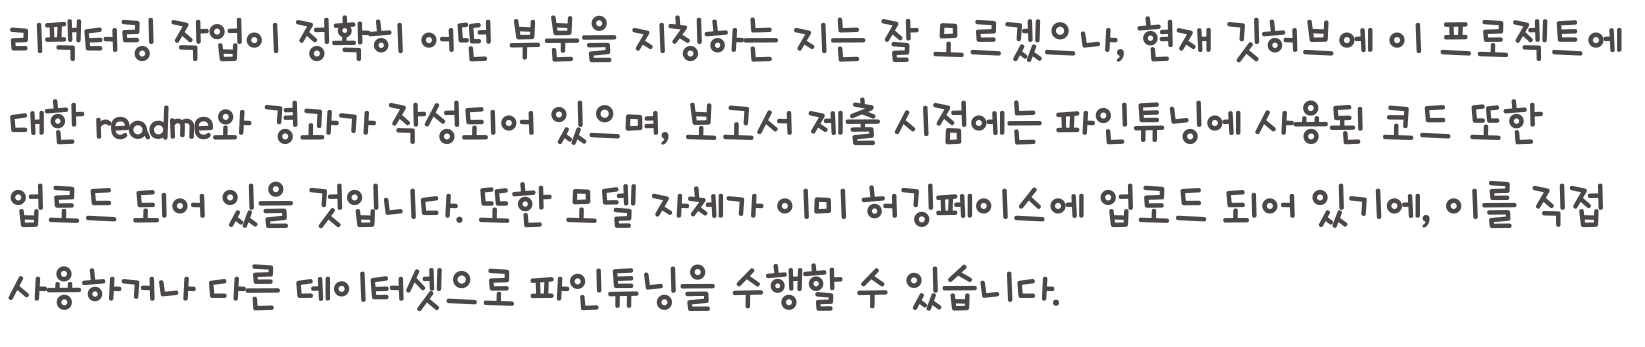 리팩터링 작업이 정확히 어떤 부분을 지칭하는 지는 잘 모르겠으나, 현재 깃허브에 이 프로젝트에
대한 readme와 경과가 작성되어 있으며, 보고서 제출 시점에는 파인튜닝에 사용된 코드 또한
업로드 되어 있을 것입니다. 또한 모델 자체가 이미 허깅페이스에 업로드 되어 있기에, 이를 직접
사용하거나 다른 데이터셋으로 파인튜닝을 수행할 수 있습니다.